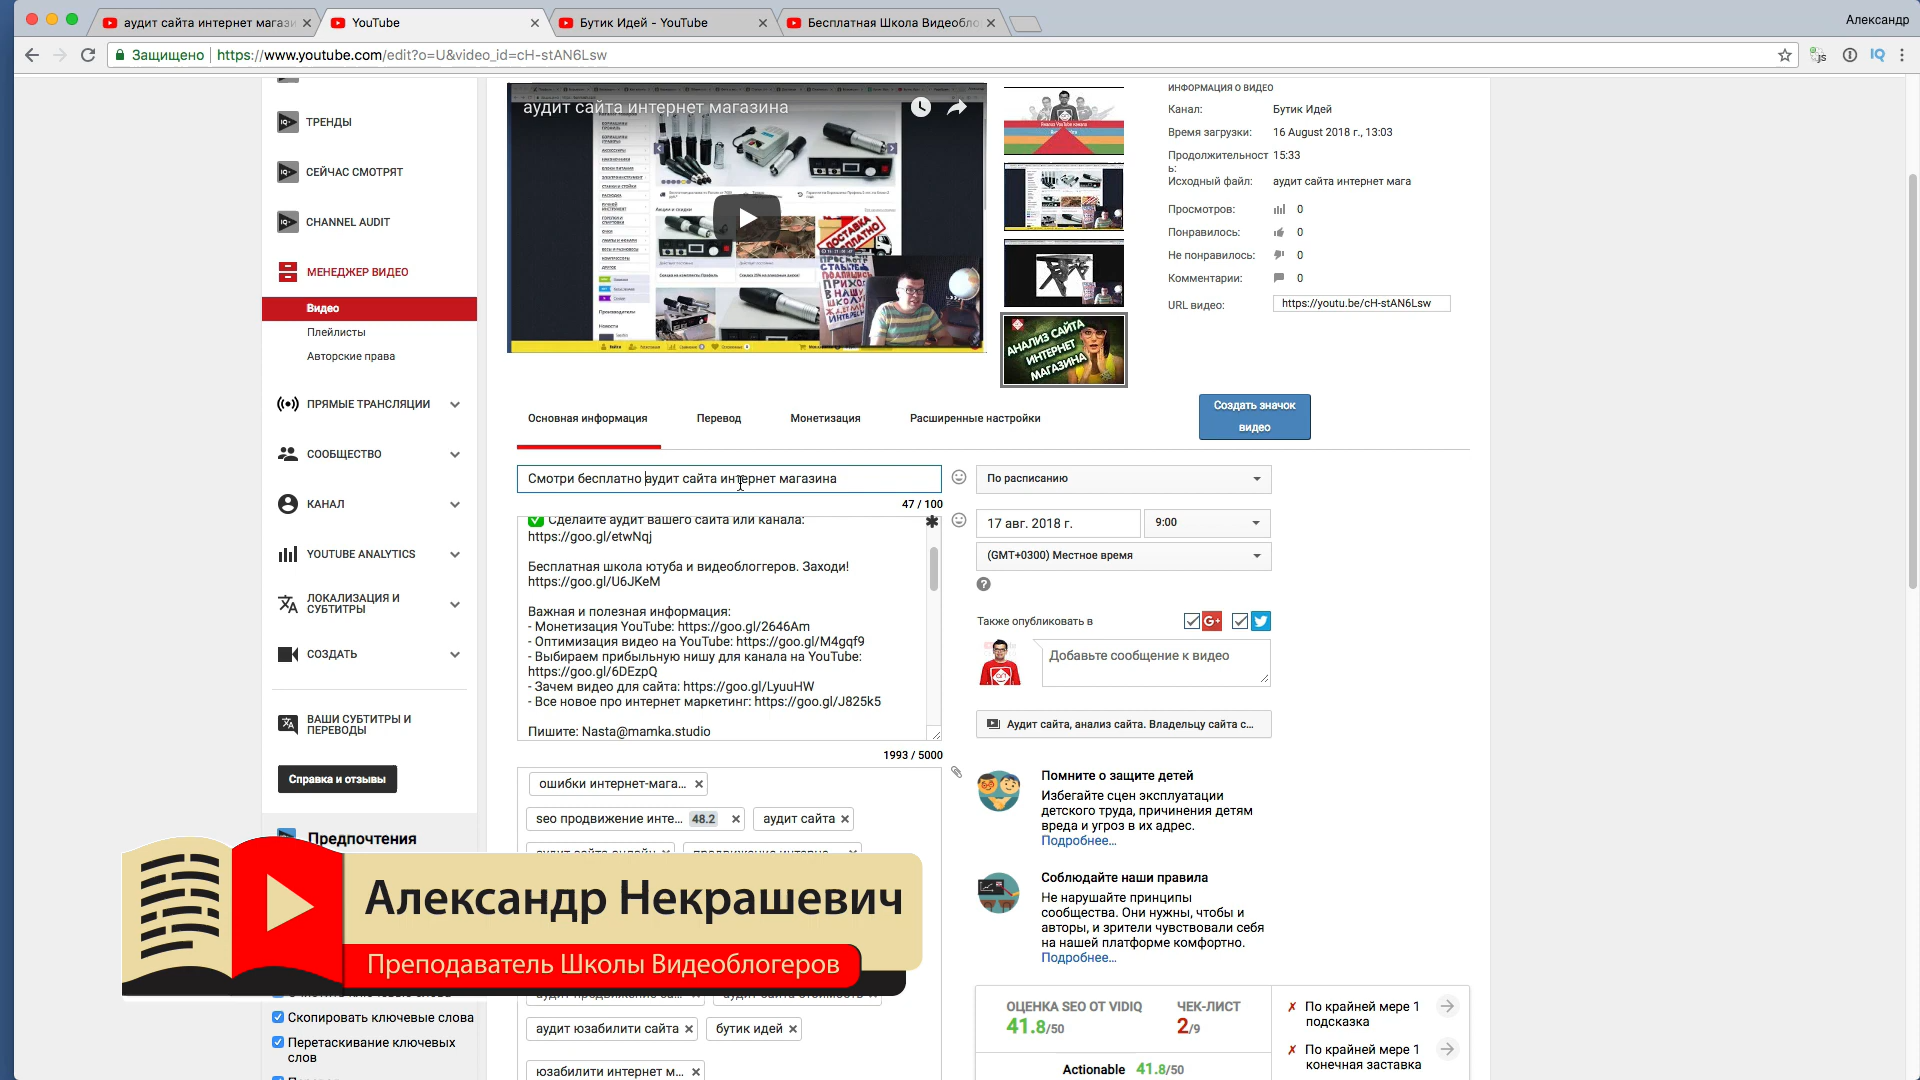 аудит сайта интернет магази
YouTube
Бутик Идей - YouTube
Бесплатная Школа Видеобло
Александр
Защищено
https://www.youtube.com/edit?o=U&video_id=cH-stAN6Lsw
ТРЕНДЫ
СЕЙЧАС СМОТРЯТ
CHANNEL AUDIT
МЕНЕДЖЕР ВИДЕО
Видео
Плейлисты
Авторские права
ПРЯМЫЕ ТРАНСЛЯЦИИ
СООБЩЕСТВО
КАНАЛ
YOUTUBE ANALYTICS
ЛОКАЛИЗАЦИЯ И
СУБТИТРЫ
СОЗДАТЬ
ВАШИ СУБТИТРЫ И
ПЕРЕВОДЫ
Справка и отзывы
Предпочтения
Скопировать ключевые слова
Перетаскивание ключевых
слов
аудит сайта интернет магазина
ДОСТАВКА
БЕСПЛАТНО
АНАЛИЗ САЙТА
ИНТЕРНЕТ
МАГАЗИНА
ИНФОРМАЦИЯ О ВИДЕО
Канал: Бутик Идей
Время загрузки: 16 August 2018 г., 13:03
Продолжительност
ь: 15:33
Исходный файл: аудит сайта интернет мага
Просмотров: 0
Понравилось: 0
Не понравилось: 0
Комментарии: 0
URL видео: https://youtu.be/cH-stAN6Lsw
Основная информация
Перевод
Монетизация
Расширенные настройки
Создать значок
видео
Смотри бесплатно аудит сайта интернет магазина
47 / 100
Сделайте аудит вашего сайта или канала:
https://goo.gl/etwNqj
Бесплатная школа ютуба и видеоблоггеров. Заходи!
https://goo.gl/U6JKeM
Важная и полезная информация:
- Монетизация YouTube: https://goo.gl/2646Am
- Оптимизация видео на YouTube: https://goo.gl/M4gqf9
- Выбираем прибыльную нишу для канала на YouTube:
https://goo.gl/6DEzpQ
- Зачем видео для сайта: https://goo.gl/LyuuHW
- Все новое про интернет маркетинг: https://goo.gl/J825k5
Пишите: Nasta@mamka.studio
1993 / 5000
ошибки интернет-мага...
seo продвижение инте... 48.2
аудит сайта
аудит юзабилити сайта
бутик идей
юзабилити интернет м...
По расписанию
17 авг. 2018 г.
9:00
(GMT+0300) Местное время
Также опубликовать в
Добавьте сообщение к видео
Аудит сайта, анализ сайта. Владельцу сайта с...
Помните о защите детей
Избегайте сцен эксплуатации
детского труда, причинения детям
вреда и угроз в их адрес.
Подробнее...
Соблюдайте наши правила
Не нарушайте принципы
сообщества. Они нужны, чтобы и
авторы, и зрители чувствовали себя
на нашей платформе комфортно.
Подробнее...
ОЦЕНКА SEO ОТ VIDIQ
41.8/50
ЧЕК-ЛИСТ
2/9
Actionable 41.8/50
По крайней мере 1
подсказка
По крайней мере 1
конечная заставка
Александр Некрашевич
Преподаватель Школы Видеоблогеров